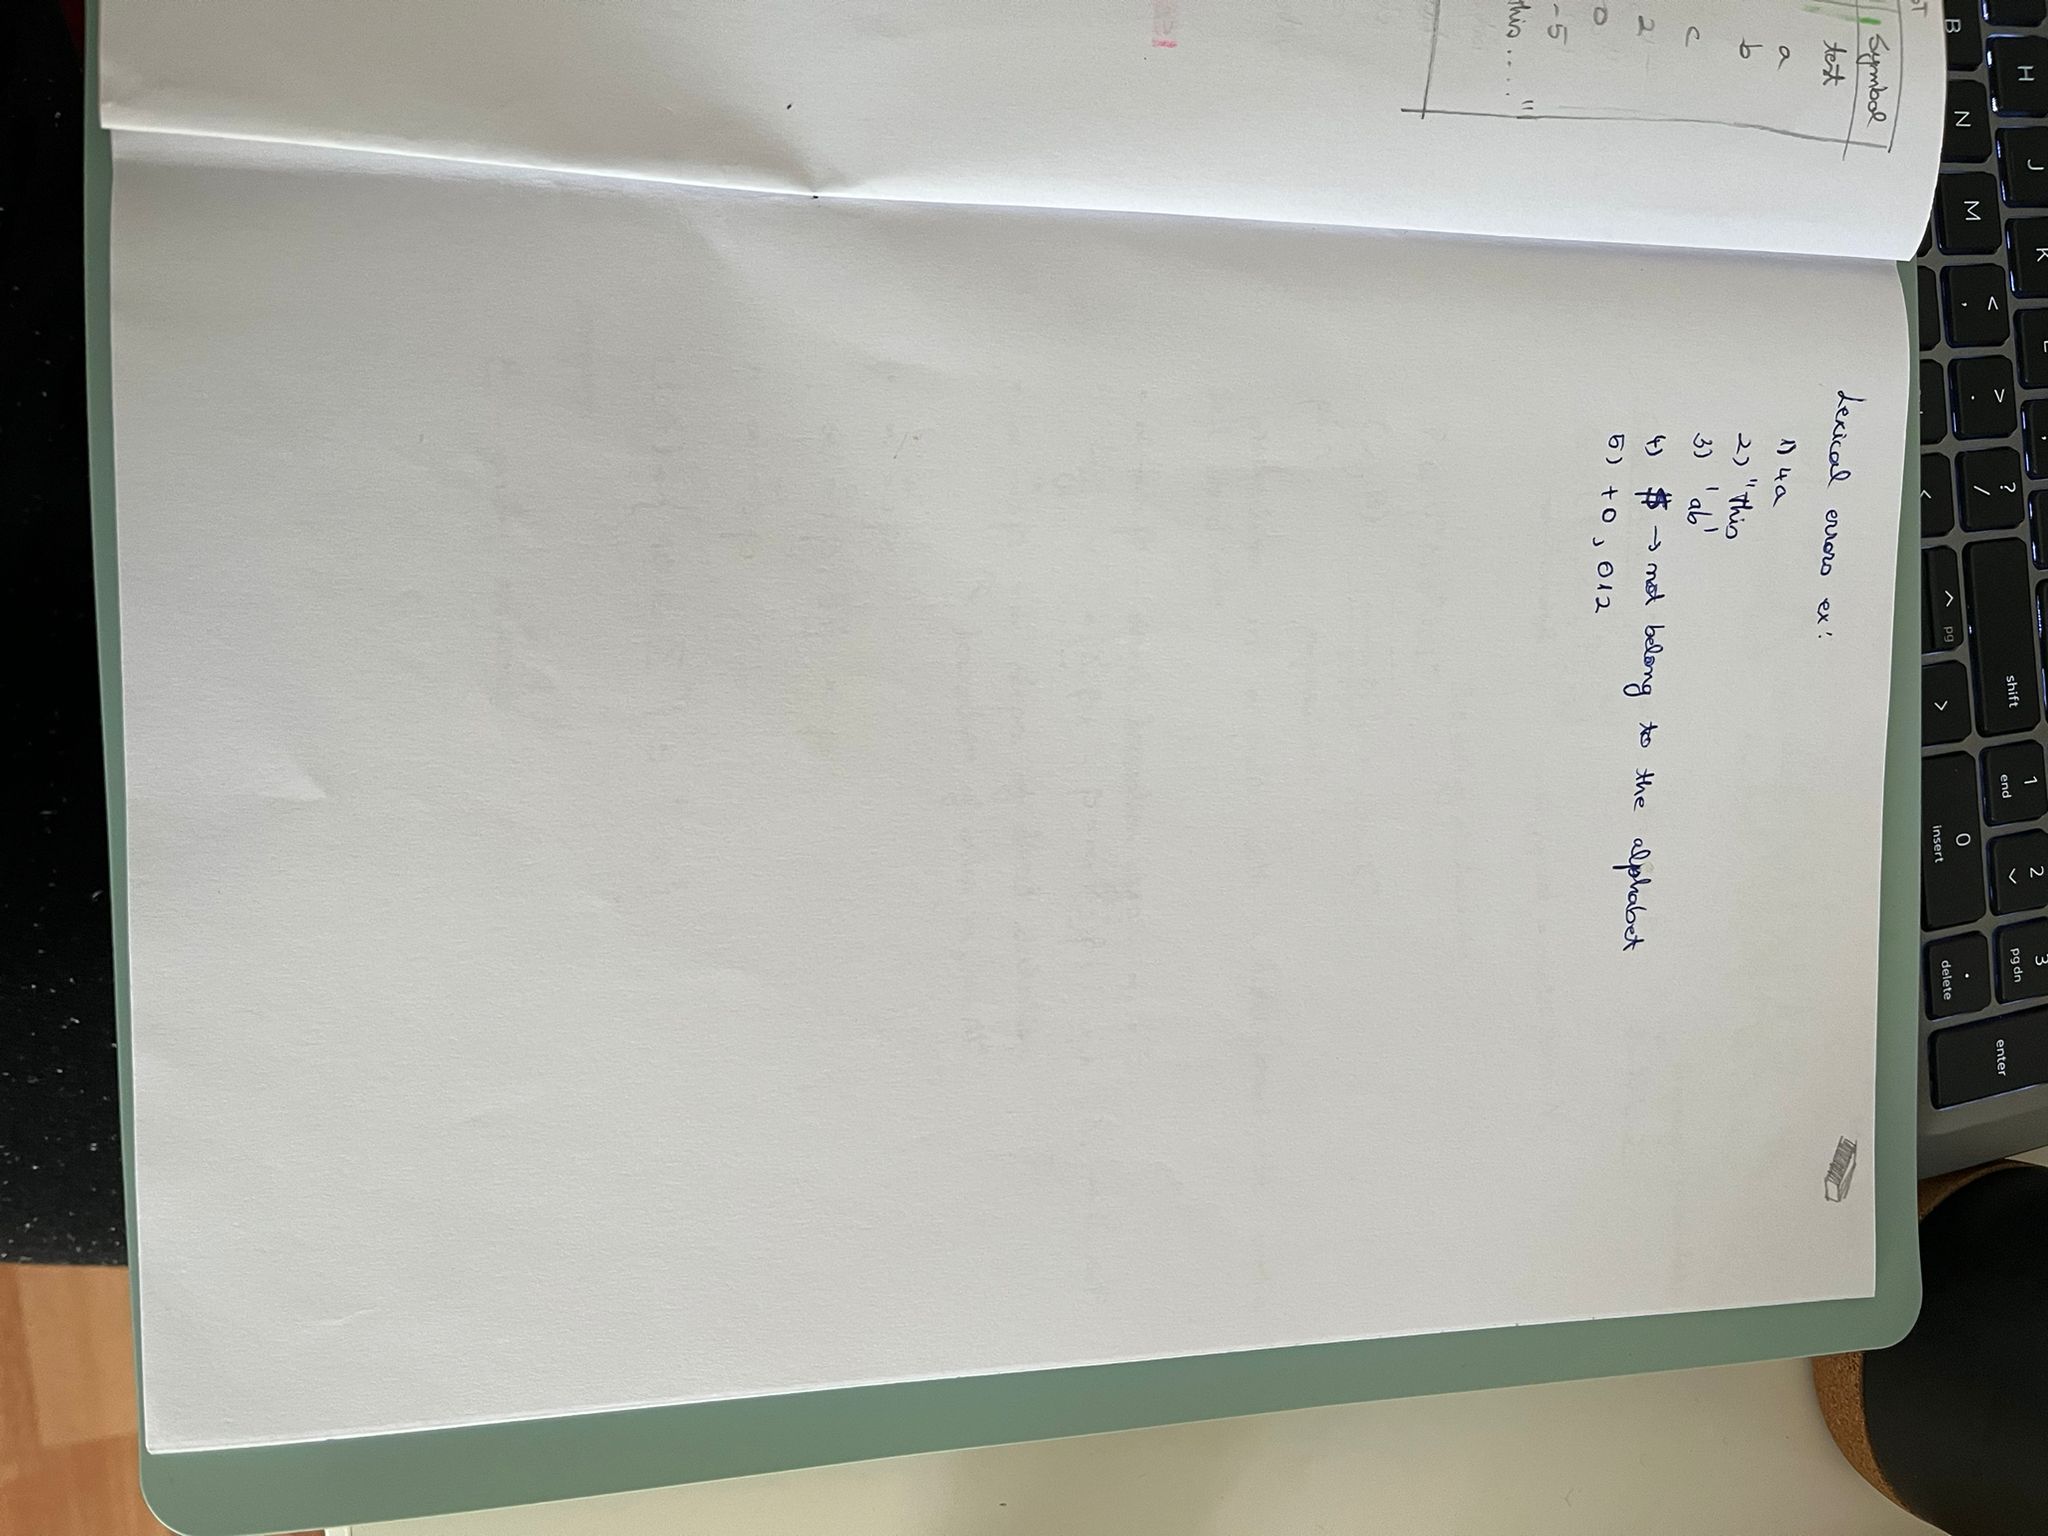 H
J
K
L
B
N
M
<
,
>
.
?
/
shift
1
end
2
3
pg dn
enter
^ pg
>
<
0
insert
.
delete
Symbol
test
a
b
c
2
0
-5
this ...."
Lexical errors ex:
1) 4a
2) "This
3) 'ab'
4) $ → not belong to the alphabet
5) +0, 012